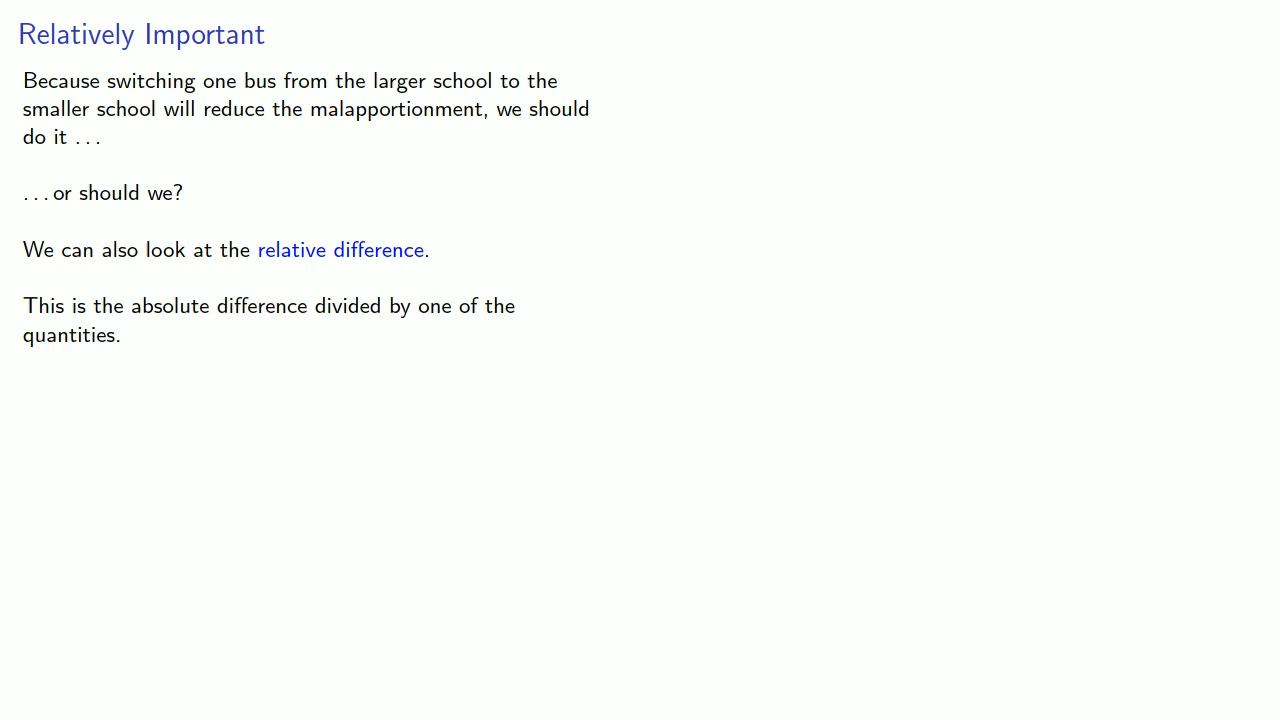 Relatively Important
Because switching one bus from the larger school to the
smaller school will reduce the malapportionment, we should
do it ...
...or should we?
We can also look at the relative difference.
This is the absolute difference divided by one of the
quantities.